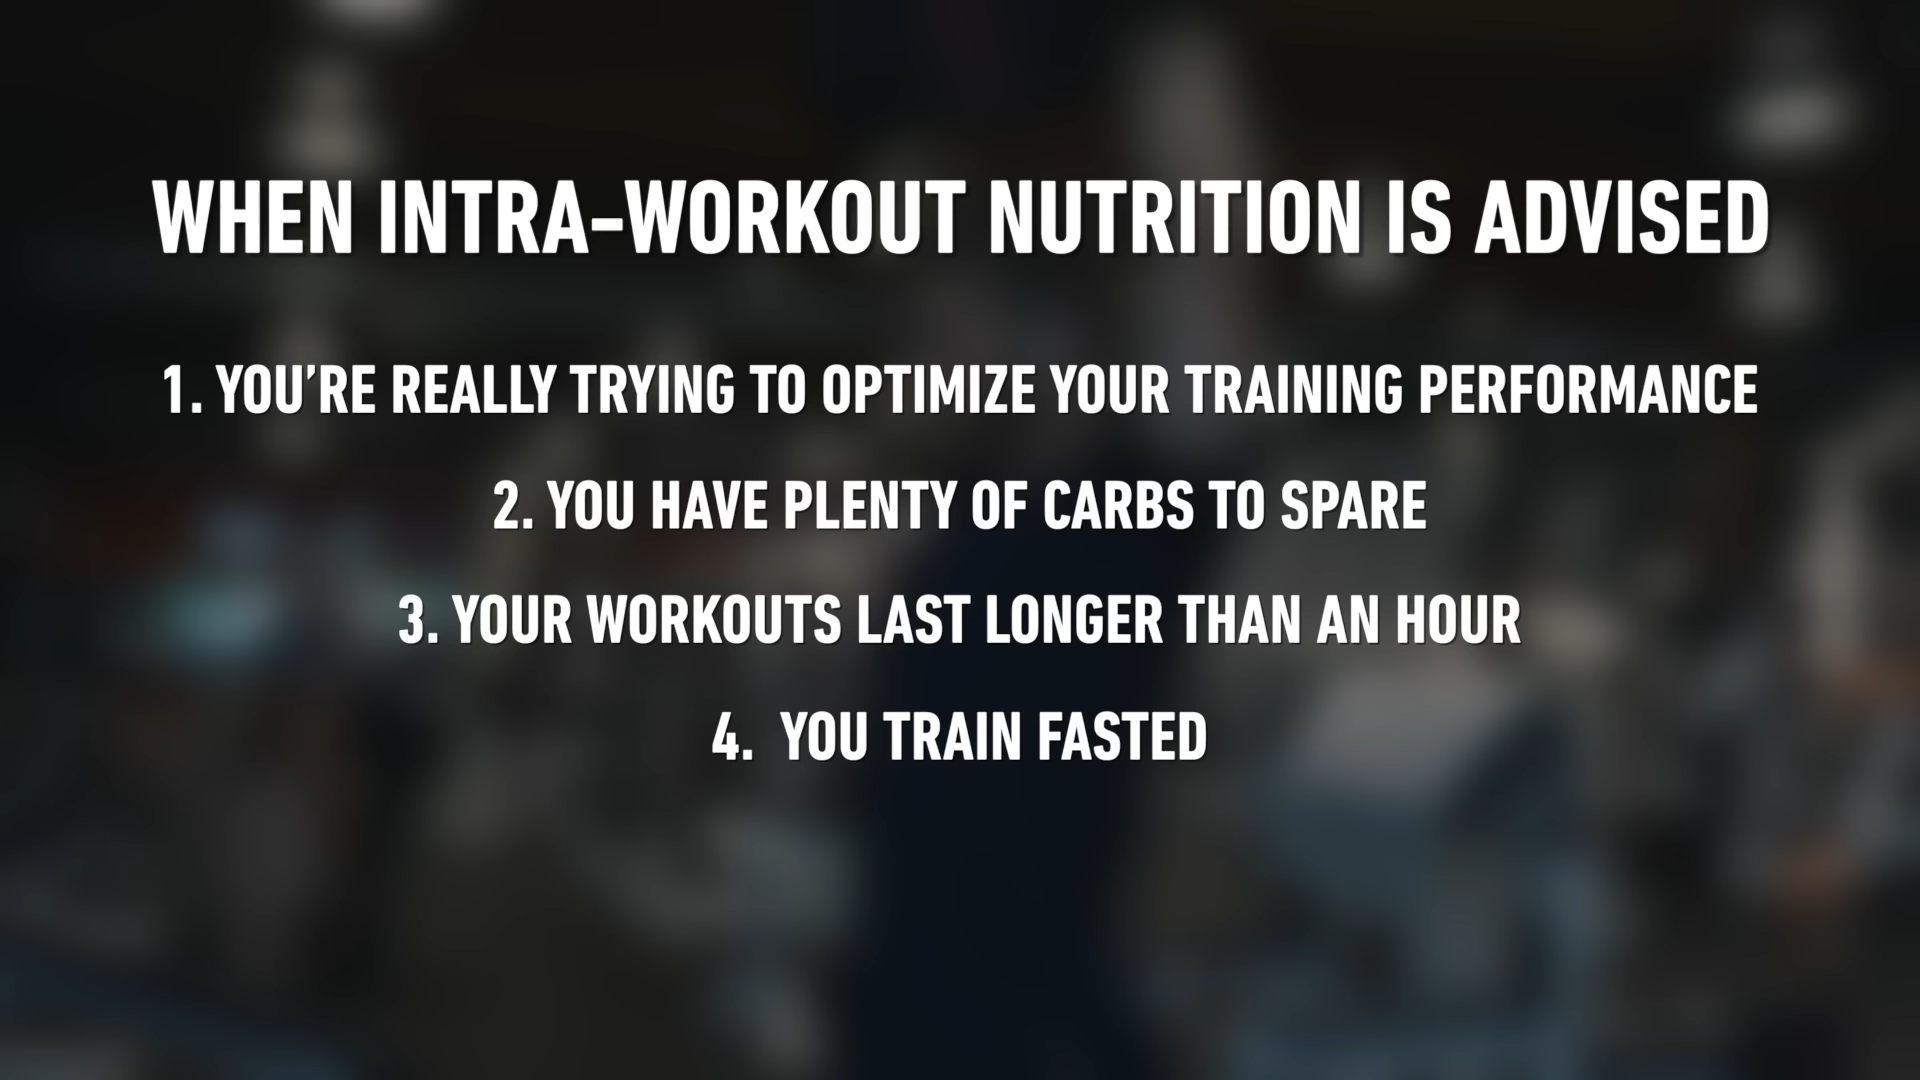 WHEN INTRA-WORKOUT NUTRITION IS ADVISED
1. YOU’RE REALLY TRYING TO OPTIMIZE YOUR TRAINING PERFORMANCE
2. YOU HAVE PLENTY OF CARBS TO SPARE
3. YOUR WORKOUTS LAST LONGER THAN AN HOUR
4. YOU TRAIN FASTED